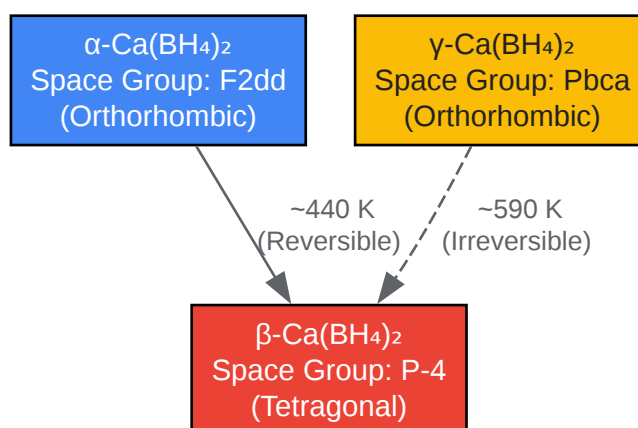 α-Ca(BH₄)₂
Space Group: F2dd
(Orthorhombic)
γ-Ca(BH₄)₂
Space Group: Pbca
(Orthorhombic)
~440 K
(Reversible)
~590 K
(Irreversible)
β-Ca(BH₄)₂
Space Group: P-4
(Tetragonal)